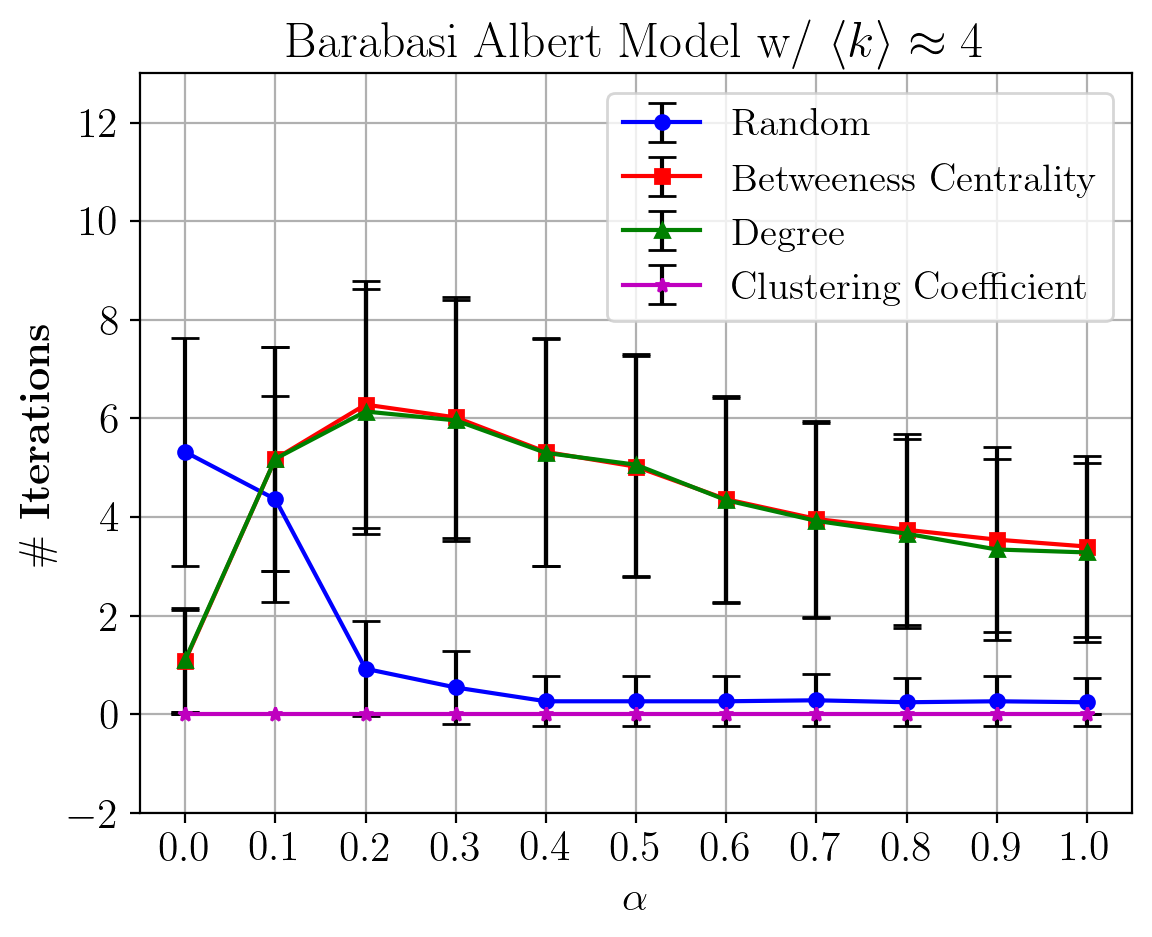 Barabasi Albert Model w/ ⟨k⟩ ≈ 4
12
10
8
6
4
2
0
−2
# Iterations
Random
Betweeness Centrality
Degree
Clustering Coefficient
0.0 0.1 0.2 0.3 0.4 0.5 0.6 0.7 0.8 0.9 1.0
α